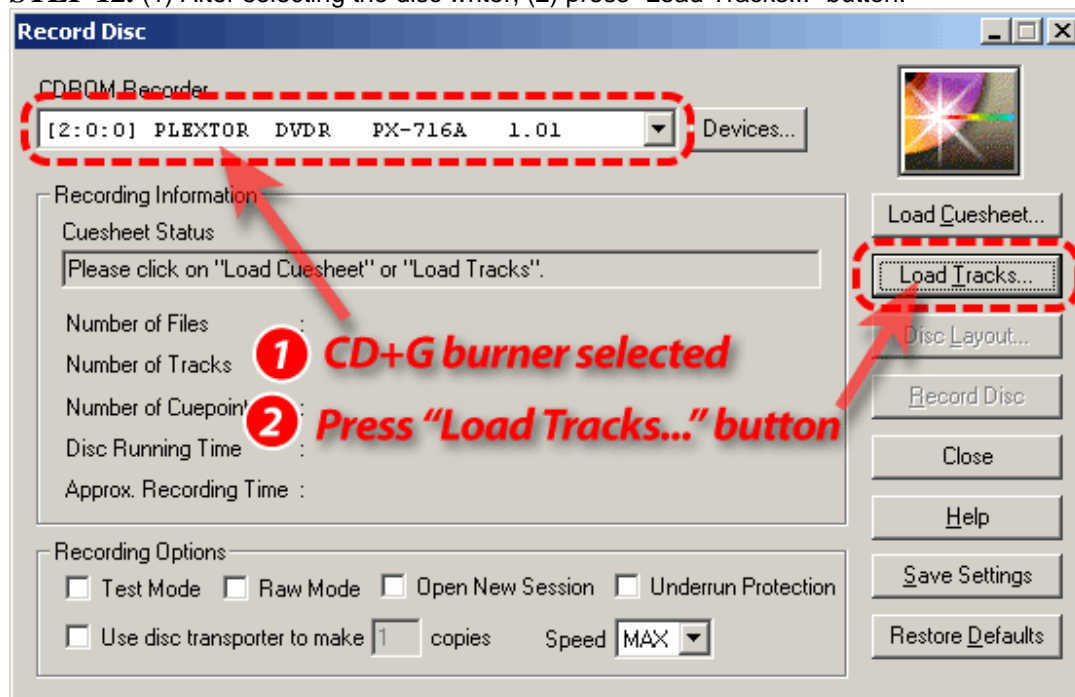 STEP 12. (1) After selecting the disc writer, (2) press "Load Tracks..." button.
Record Disc
CDROM Recorder
[2:0:0] PLEXTOR DVDR PX-716A 1.01
Devices...
Recording Information
Cuesheet Status
Please click on "Load Cuesheet" or "Load Tracks".
Number of Files :
Number of Tracks
Number of Cuepoint :
Disc Running Time :
Approx. Recording Time :
1 CD+G burner selected
2 Press “Load Tracks...” button
Load Cuesheet...
Load Tracks...
Disc Layout...
Record Disc
Close
Help
Save Settings
Restore Defaults
Recording Options
Test Mode Raw Mode Open New Session Underrun Protection
Use disc transporter to make 1 copies Speed MAX